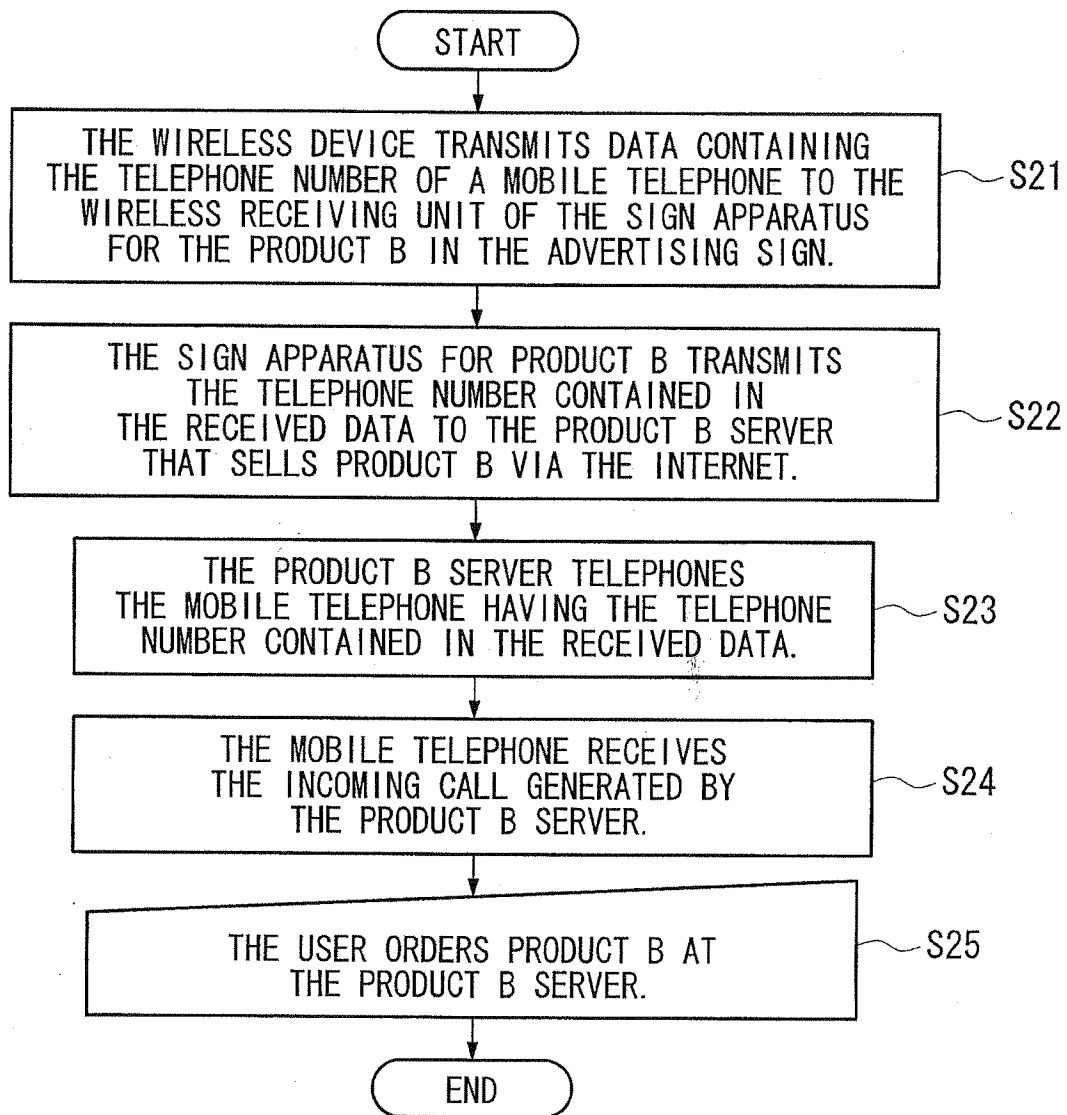 START
THE WIRELESS DEVICE TRANSMITS DATA CONTAINING
THE TELEPHONE NUMBER OF A MOBILE TELEPHONE TO THE
WIRELESS RECEIVING UNIT OF THE SIGN APPARATUS
FOR THE PRODUCT B IN THE ADVERTISING SIGN.
S21
THE SIGN APPARATUS FOR PRODUCT B TRANSMITS
THE TELEPHONE NUMBER CONTAINED IN
THE RECEIVED DATA TO THE PRODUCT B SERVER
THAT SELLS PRODUCT B VIA THE INTERNET.
S22
THE PRODUCT B SERVER TELEPHONES
THE MOBILE TELEPHONE HAVING THE TELEPHONE
NUMBER CONTAINED IN THE RECEIVED DATA.
S23
THE MOBILE TELEPHONE RECEIVES
THE INCOMING CALL GENERATED BY
THE PRODUCT B SERVER.
S24
THE USER ORDERS PRODUCT B AT
THE PRODUCT B SERVER.
S25
END